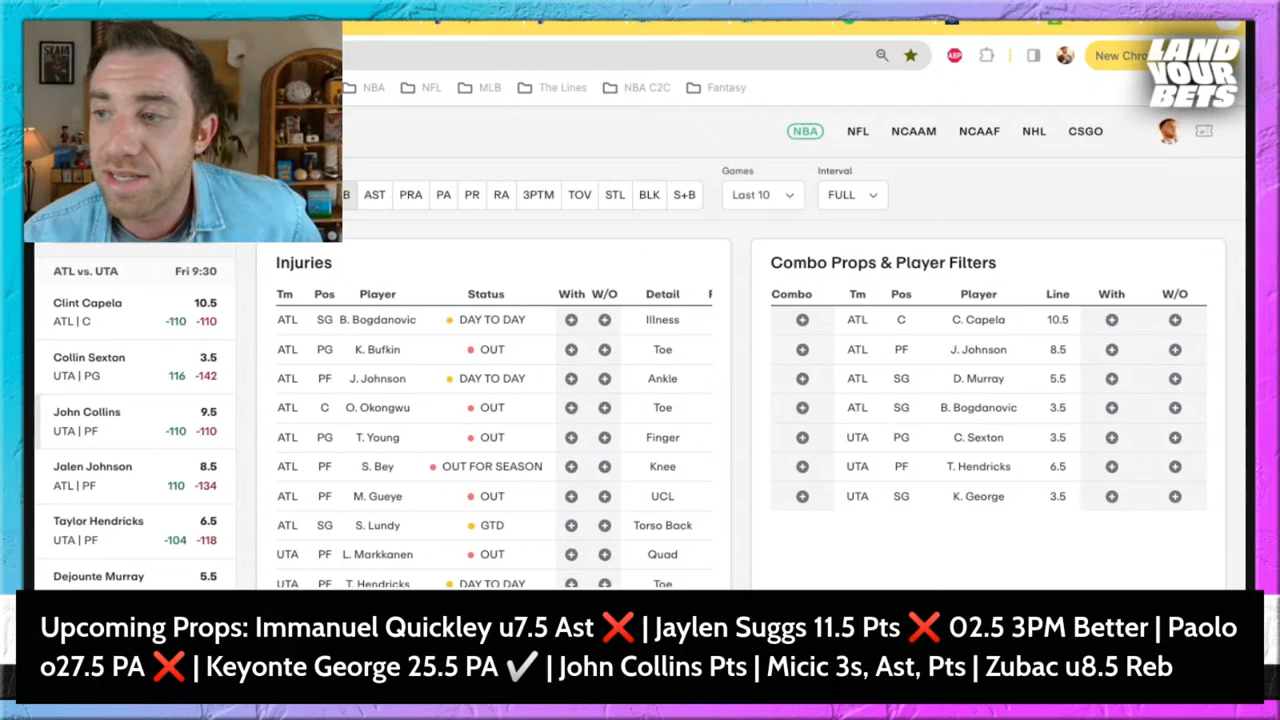 New Chro
LAND
YOUR
BETS
NBA NFL MLB The Lines NBA C2C Fantasy
NBA NFL NCAAM NCAAF NHL CSGO
Games Interval
B AST PRA PA PR RA 3PTM TOV STL BLK S+B Last 10 FULL
ATL vs. UTA Fri 9:30
Clint Capela 10.5
ATL | C -110 -110
Collin Sexton 3.5
UTA | PG 116 -142
John Collins 9.5
UTA | PF -110 -110
Jalen Johnson 8.5
ATL | PF 110 -134
Taylor Hendricks 6.5
UTA | PF -104 -118
Dejounte Murray 5.5
Injuries
Tm Pos Player Status With W/O Detail
ATL SG B. Bogdanovic DAY TO DAY Illness
ATL PG K. Bufkin OUT Toe
ATL PF J. Johnson DAY TO DAY Ankle
ATL C O. Okongwu OUT Toe
ATL PG T. Young OUT Finger
ATL PF S. Bey OUT FOR SEASON Knee
ATL PF M. Gueye OUT UCL
ATL SG S. Lundy GTD Torso Back
UTA PF L. Markkanen OUT Quad
UTA PF T. Hendricks DAY TO DAY Toe
Combo Props & Player Filters
Combo Tm Pos Player Line With W/O
ATL C C. Capela 10.5
ATL PF J. Johnson 8.5
ATL SG D. Murray 5.5
ATL SG B. Bogdanovic 3.5
UTA PG C. Sexton 3.5
UTA PF T. Hendricks 6.5
UTA SG K. George 3.5
Upcoming Props: Immanuel Quickley u7.5 Ast ❌ | Jaylen Suggs 11.5 Pts ❌ O2.5 3PM Better | Paolo
o27.5 PA ❌ | Keyonte George 25.5 PA ✔️ | John Collins Pts | Micic 3s, Ast, Pts | Zubac u8.5 Reb